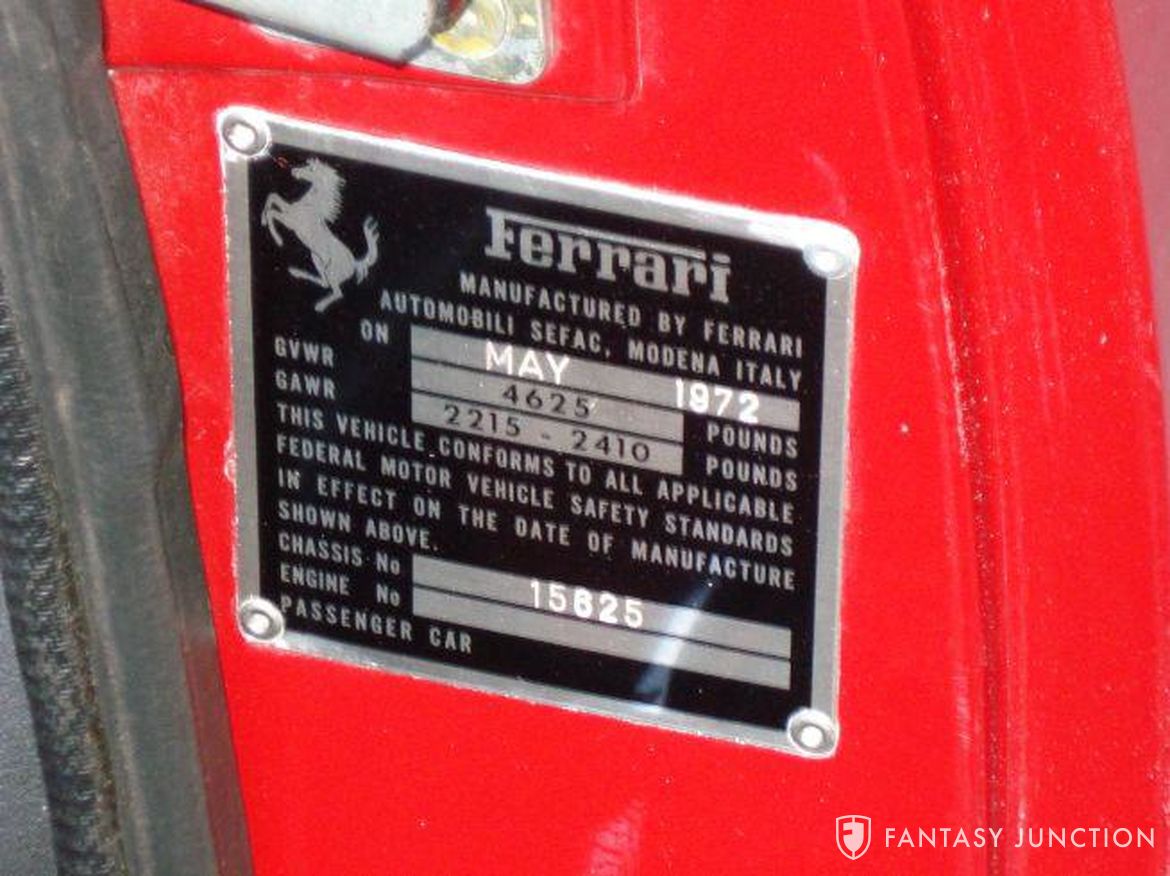 Ferrari
MANUFACTURED BY FERRARI
AUTOMOBILI SEFAC, MODENA ITALY
ON MAY 1972
GVWR 4625 POUNDS
GAWR 2215 - 2410 POUNDS
THIS VEHICLE CONFORMS TO ALL APPLICABLE
FEDERAL MOTOR VEHICLE SAFETY STANDARDS
IN EFFECT ON THE DATE OF MANUFACTURE
SHOWN ABOVE.
CHASSIS No 15625
ENGINE No
PASSENGER CAR
FANTASY JUNCTION